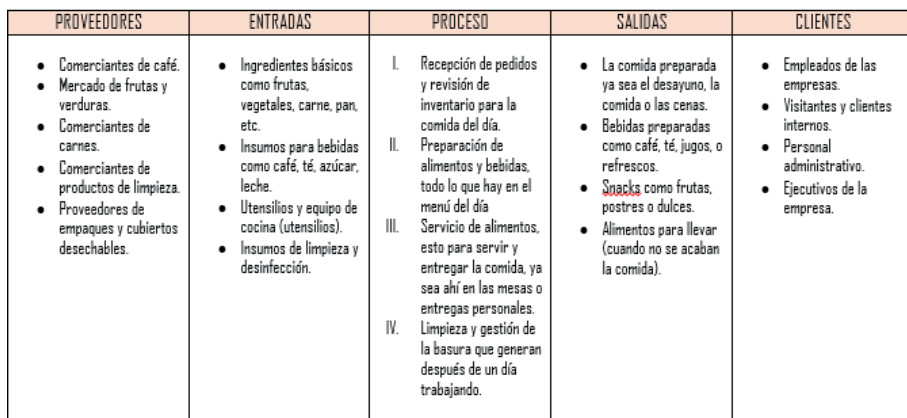 PROVEEDORES
ENTRADAS
PROCESO
SALIDAS
CLIENTES
● Comerciantes de café.
● Mercado de frutas y
verduras.
● Comerciantes de
carnes.
● Comerciantes de
productos de limpieza.
● Proveedores de
empaques y cubiertos
desechables.
● Ingredientes básicos
como frutas,
vegetales, carne, pan,
etc.
● Insumos para bebidas
como café, té, azúcar,
leche.
● Utensilios y equipo de
cocina (utensilios).
● Insumos de limpieza y
desinfección.
I. Recepción de pedidos
y revisión de
inventario para la
comida del día.
II. Preparación de
alimentos y bebidas,
todo lo que hay en el
menú del día
III. Servicio de alimentos,
esto para servir y
entregar la comida, ya
sea ahí en las mesas o
entregas personales.
IV. Limpieza y gestión de
la basura que generan
después de un día
trabajando.
● La comida preparada
ya sea el desayuno, la
comida o las cenas.
● Bebidas preparadas
como café, té, jugos, o
refrescos.
● Snacks como frutas,
postres o dulces.
● Alimentos para llevar
(cuando no se acaban
la comida).
● Empleados de las
empresas.
● Visitantes y clientes
internos.
● Personal
administrativo.
● Ejecutivos de la
empresa.